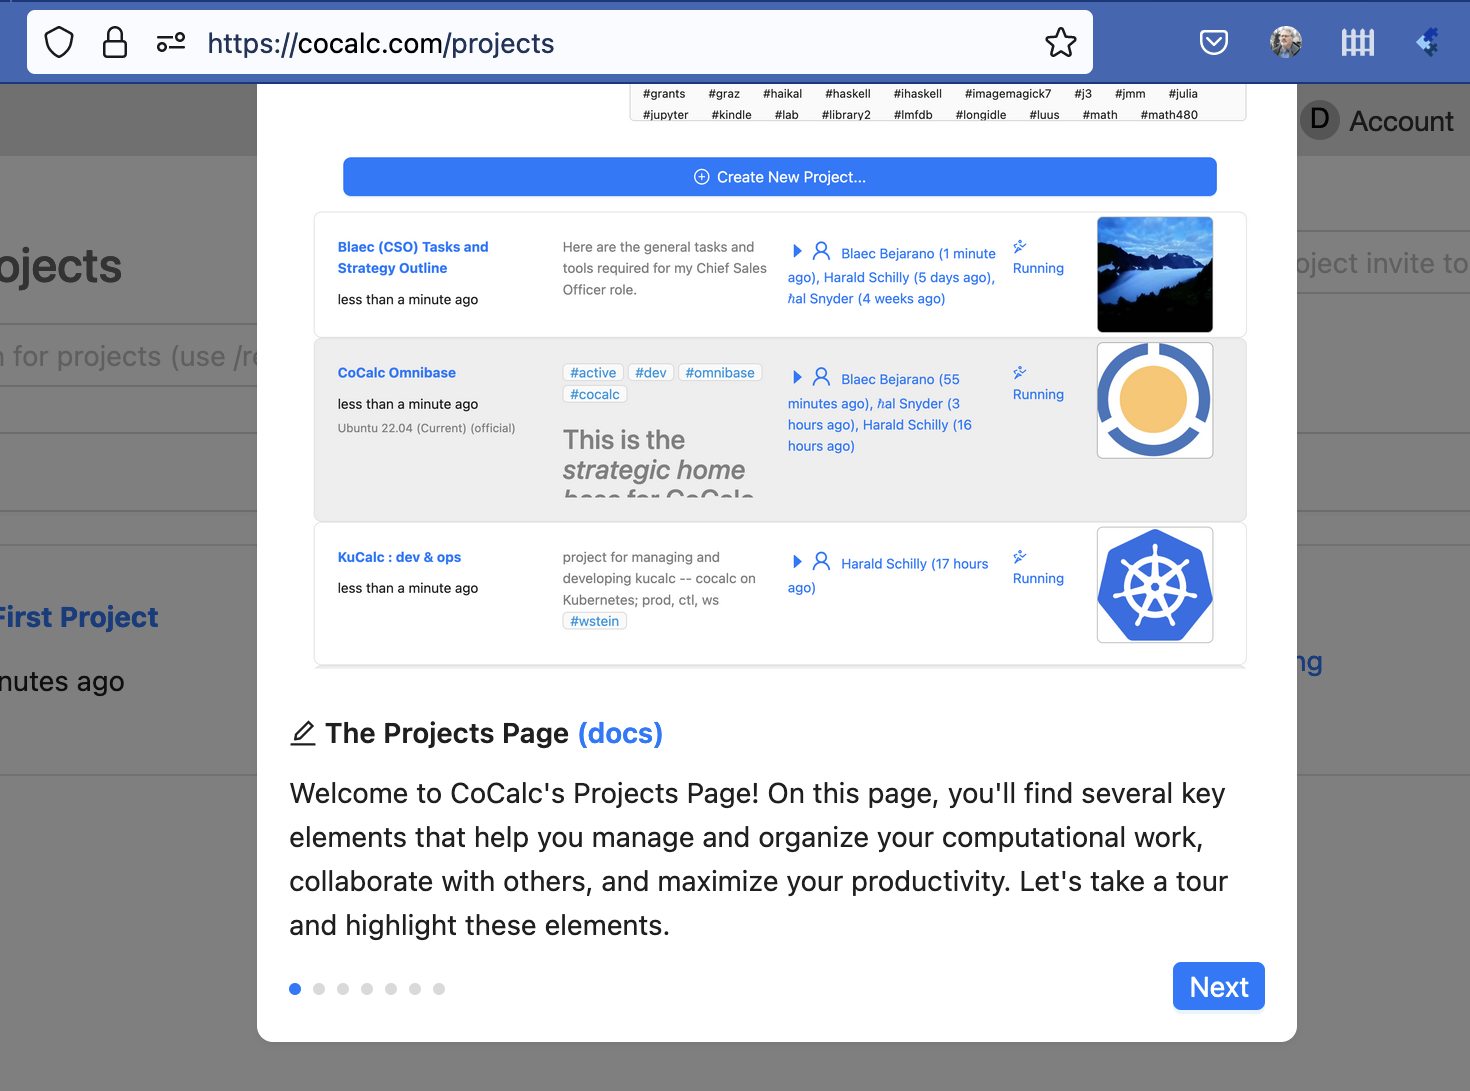 https://cocalc.com/projects
#grants #graz #haikal #haskell #ihaskell #imagemagick7 #j3 #jmm #julia
#jupyter #kindle #lab #library2 #lmfdb #longidle #luus #math #math480
D Account
Create New Project...
ojects
oject invite to
Blaec (CSO) Tasks and
Strategy Outline
less than a minute ago
Here are the general tasks and
tools required for my Chief Sales
Officer role.
Blaec Bejarano (1 minute
ago), Harald Schilly (5 days ago),
ℏal Snyder (4 weeks ago)
Running
n for projects (use /re
CoCalc Omnibase
less than a minute ago
Ubuntu 22.04 (Current) (official)
#active #dev #omnibase
#cocalc
This is the
strategic home
base for CoCalc
Blaec Bejarano (55
minutes ago), ℏal Snyder (3
hours ago), Harald Schilly (16
hours ago)
Running
KuCalc : dev & ops
less than a minute ago
project for managing and
developing kucalc -- cocalc on
Kubernetes; prod, ctl, ws
#wstein
Harald Schilly (17 hours
ago)
Running
First Project
nutes ago
ng
The Projects Page (docs)
Welcome to CoCalc's Projects Page! On this page, you'll find several key
elements that help you manage and organize your computational work,
collaborate with others, and maximize your productivity. Let's take a tour
and highlight these elements.
Next